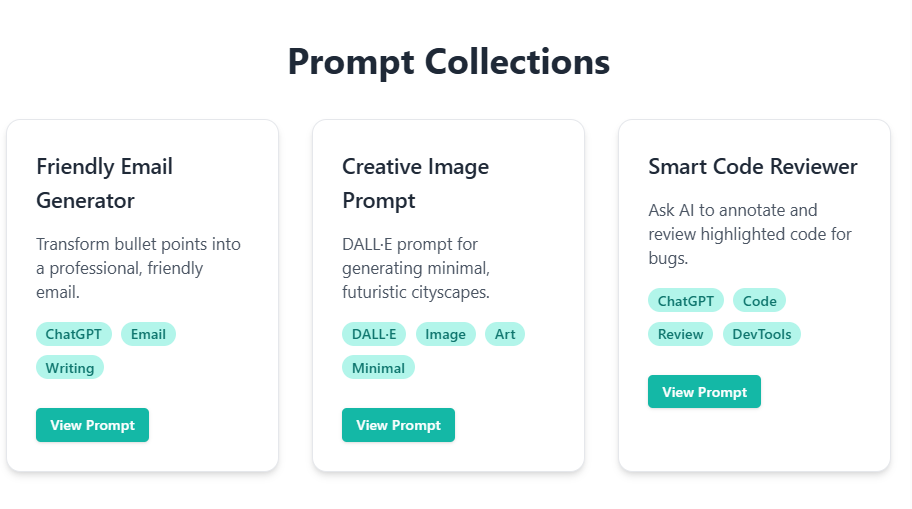 Prompt Collections
Friendly Email
Generator
Transform bullet points into
a professional, friendly
email.
ChatGPT Email
Writing
View Prompt
Creative Image
Prompt
DALL·E prompt for
generating minimal,
futuristic cityscapes.
DALL·E Image Art
Minimal
View Prompt
Smart Code Reviewer
Ask AI to annotate and
review highlighted code for
bugs.
ChatGPT Code
Review DevTools
View Prompt